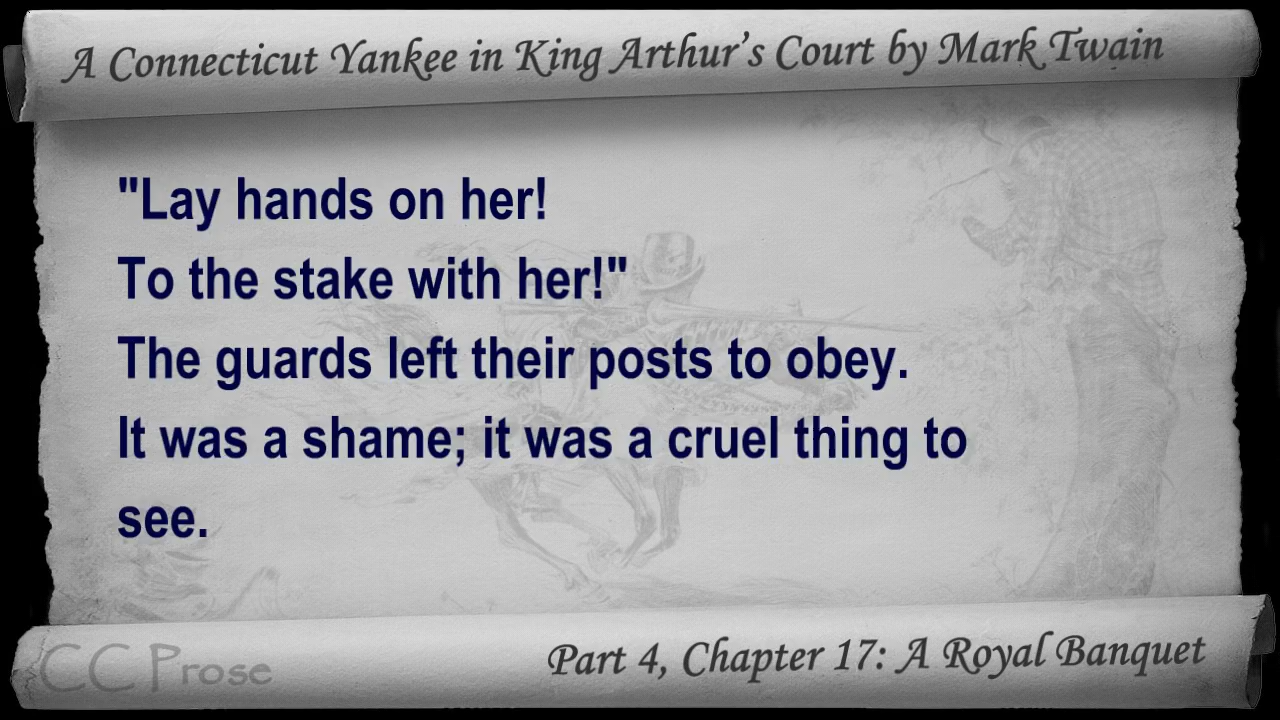 A Connecticut Yankee in King Arthur's Court by Mark Twain
"Lay hands on her!
To the stake with her!"
The guards left their posts to obey.
It was a shame; it was a cruel thing to
see.
CC Prose
Part 4, Chapter 17: A Royal Banquet